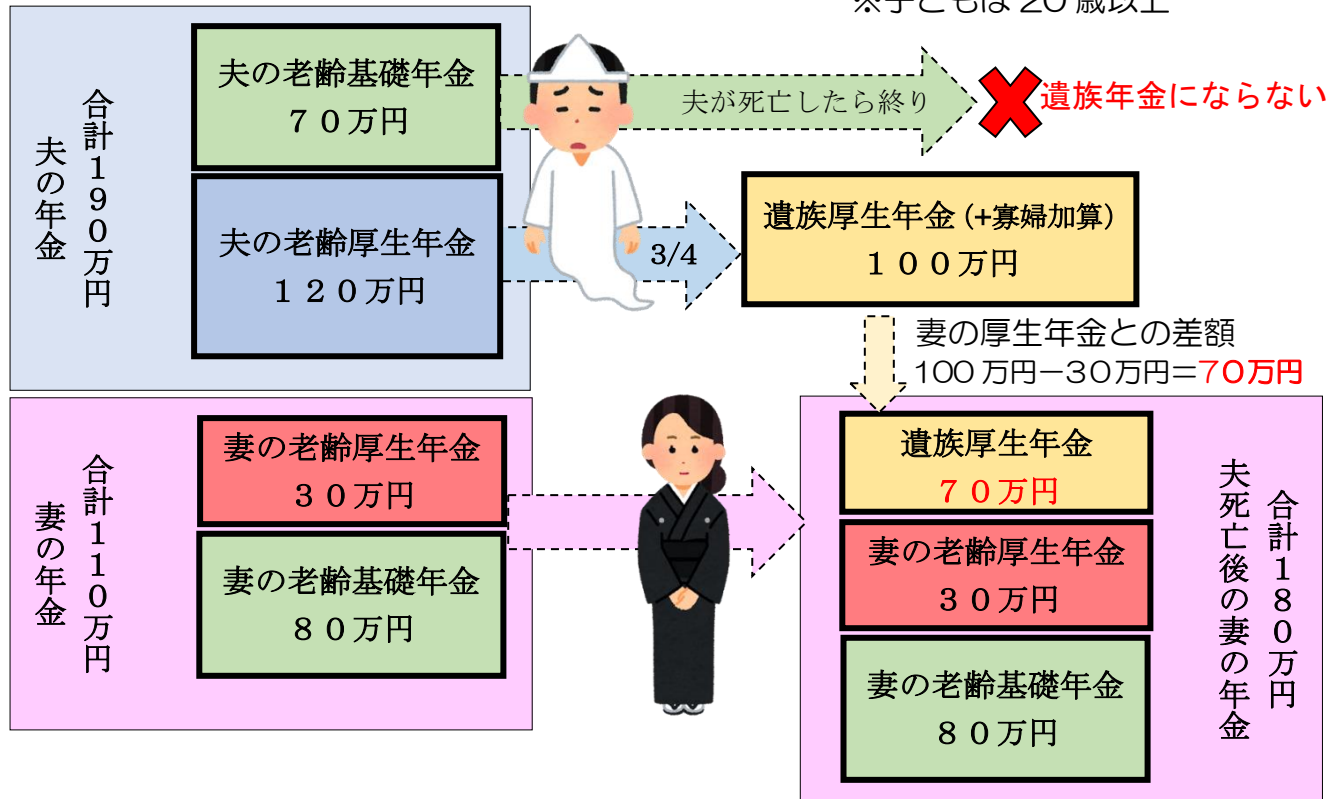 ※子どもは20歳以上
夫の年金
合計190万円
夫の老齢基礎年金
70万円
夫が死亡したら終り
遺族年金にならない
夫の老齢厚生年金
120万円
3/4
遺族厚生年金(+寡婦加算)
100万円
妻の厚生年金との差額
100万円−30万円=70万円
妻の年金
合計110万円
妻の老齢厚生年金
30万円
妻の老齢基礎年金
80万円
遺族厚生年金
70万円
妻の老齢厚生年金
30万円
妻の老齢基礎年金
80万円
夫死亡後の妻の年金
合計180万円